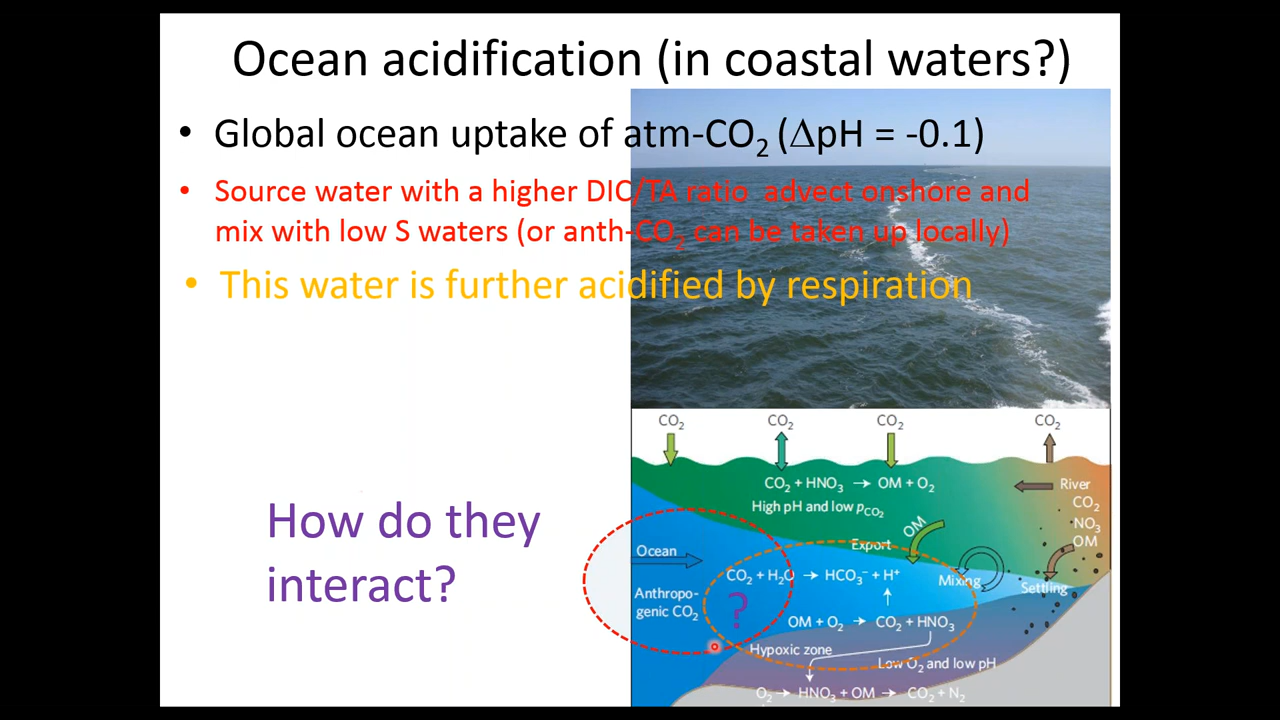 Ocean acidification (in coastal waters?)
• Global ocean uptake of atm-CO₂ (ΔpH = -0.1)
• Source water with a higher DIC/TA ratio advect onshore and
mix with low S waters (or anth-CO₂ can be taken up locally)
• This water is further acidified by respiration
How do they
interact?
CO₂ CO₂ CO₂ CO₂
CO₂ + HNO₃ → OM + O₂
High pH and low pCO₂
River
CO₂
NO₃
OM
OM
Export
Ocean
CO₂ + H₂O → HCO₃⁻ + H⁺
Mixing
Settling
Anthropo-
genic CO₂
?
OM + O₂ → CO₂ + HNO₃
Hypoxic zone
Low O₂ and low pH
O₂ → HNO₃ + OM → CO₂ + N₂